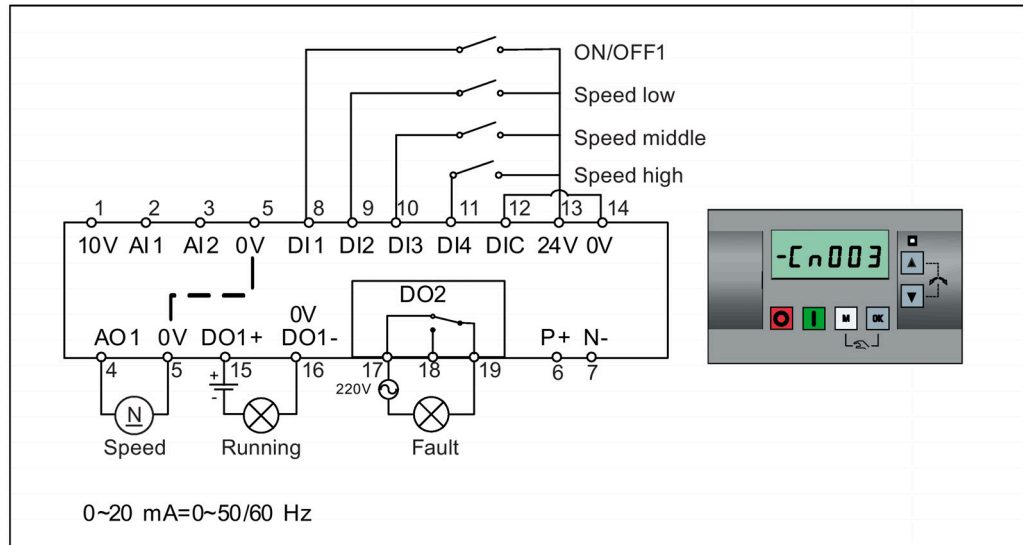 ON/OFF1
Speed low
Speed middle
Speed high
1 2 3 5 8 9 10 11 12 13 14
10V AI1 AI2 0V DI1 DI2 DI3 DI4 DIC 24V 0V
-Cn003
DO2
0V
AO1 0V DO1+ DO1- P+ N-
4 5 15 16 17 18 19 6 7
M OK
+
-
220V
N
Speed Running Fault
0~20 mA=0~50/60 Hz